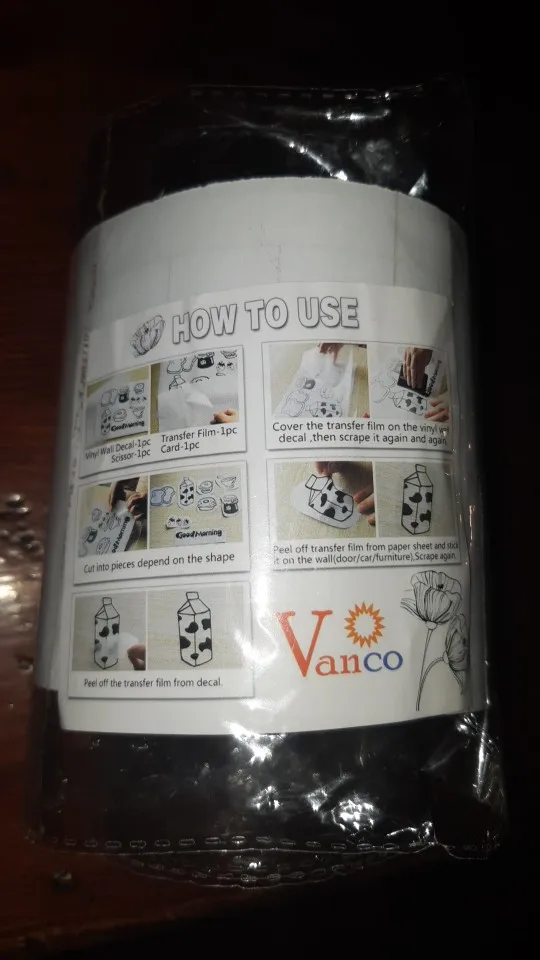 HOW TO USE
Vinyl Wall Decal-1pc
Scissor-1pc
Transfer Film-1pc
Card-1pc
Cover the transfer film on the vinyl wall
decal ,then scrape it again and again
Cut into pieces depend on the shape
GoodMorning
Peel off transfer film from paper sheet and stick
it on the wall(door/car/furniture),Scrape again.
Peel off the transfer film from decal.
Vanco